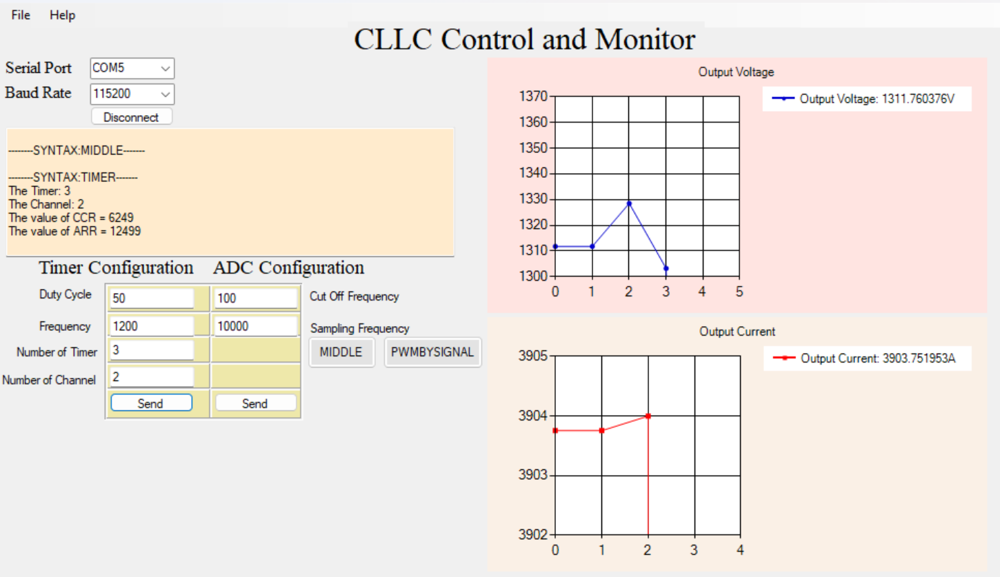 File Help
CLLC Control and Monitor
Serial Port COM5
Baud Rate 115200
Disconnect
--------SYNTAX:MIDDLE-------
--------SYNTAX:TIMER-------
The Timer: 3
The Channel: 2
The value of CCR = 6249
The value of ARR = 12499
Timer Configuration ADC Configuration
Duty Cycle 50 100 Cut Off Frequency
Frequency 1200 10000 Sampling Frequency
Number of Timer 3 MIDDLE PWMBYSIGNAL
Number of Channel 2
Send Send
Output Voltage
Output Voltage: 1311.760376V
1370
1360
1350
1340
1330
1320
1310
1300
0 1 2 3 4 5
Output Current
Output Current: 3903.751953A
3905
3904
3903
3902
0 1 2 3 4